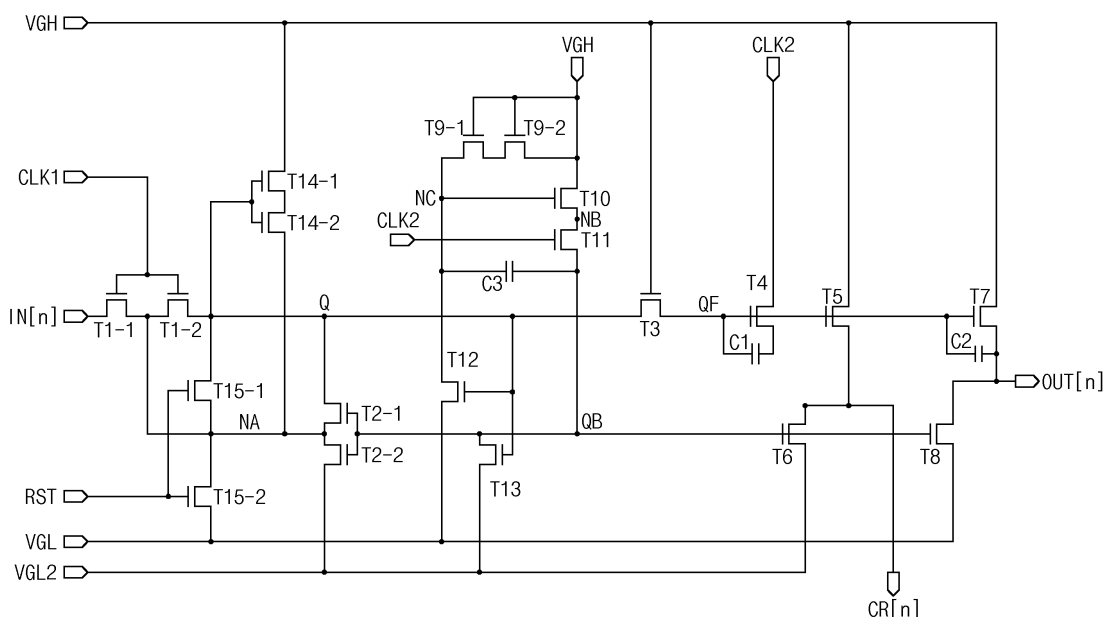 VGH
VGH
CLK2
T9-1
T9-2
CLK1
T14-1
NC
T10
T14-2
CLK2
NB
T11
C3
T4
T5
T7
IN[n]
T1-1
T1-2
Q
T3
QF
C1
C2
T12
OUT[n]
T15-1
NA
T2-1
QB
T2-2
T6
T8
T13
RST
T15-2
VGL
VGL2
CR[n]